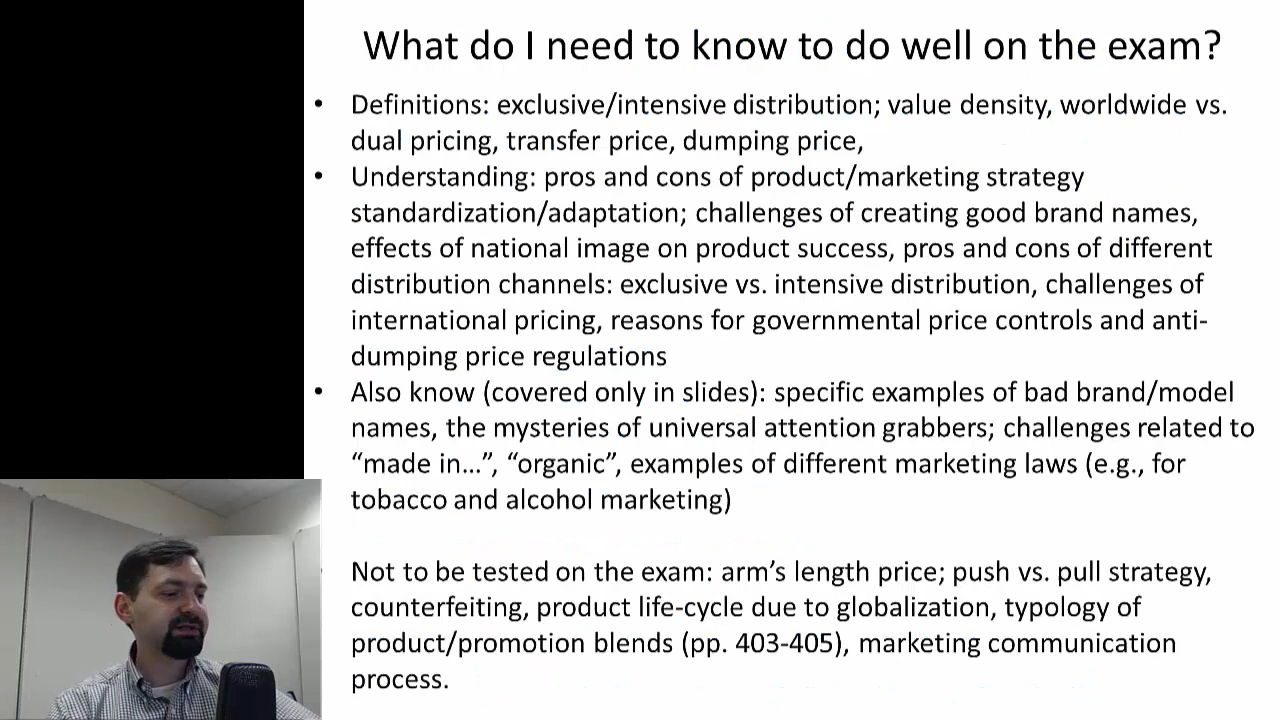 What do I need to know to do well on the exam?
• Definitions: exclusive/intensive distribution; value density, worldwide vs.
dual pricing, transfer price, dumping price,
• Understanding: pros and cons of product/marketing strategy
standardization/adaptation; challenges of creating good brand names,
effects of national image on product success, pros and cons of different
distribution channels: exclusive vs. intensive distribution, challenges of
international pricing, reasons for governmental price controls and anti-
dumping price regulations
• Also know (covered only in slides): specific examples of bad brand/model
names, the mysteries of universal attention grabbers; challenges related to
“made in…”, “organic”, examples of different marketing laws (e.g., for
tobacco and alcohol marketing)
Not to be tested on the exam: arm’s length price; push vs. pull strategy,
counterfeiting, product life-cycle due to globalization, typology of
product/promotion blends (pp. 403-405), marketing communication
process.